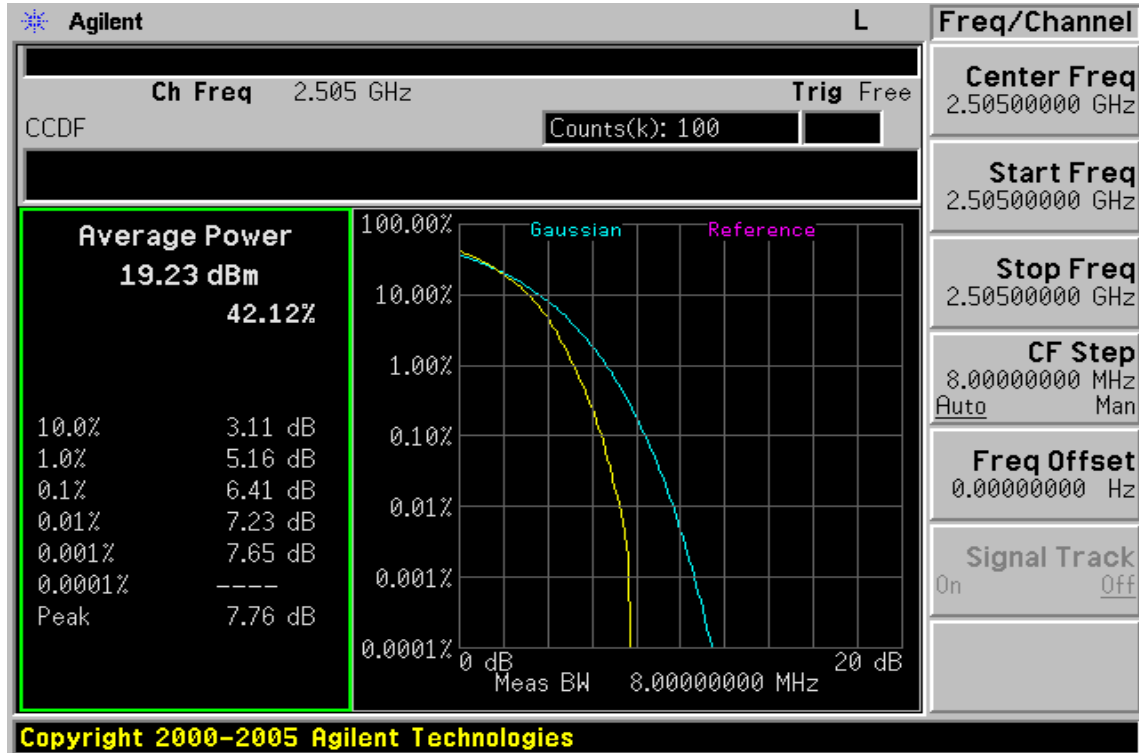 Agilent L
Ch Freq 2.505 GHz Trig Free
CCDF Counts(k): 100
Average Power
19.23 dBm
42.12%
10.0% 3.11 dB
1.0% 5.16 dB
0.1% 6.41 dB
0.01% 7.23 dB
0.001% 7.65 dB
0.0001% ----
Peak 7.76 dB
Gaussian Reference
100.00%
10.00%
1.00%
0.10%
0.01%
0.001%
0.0001%
0 dB 20 dB
Meas BW 8.00000000 MHz
Freq/Channel
Center Freq
2.50500000 GHz
Start Freq
2.50500000 GHz
Stop Freq
2.50500000 GHz
CF Step
8.00000000 MHz
Auto Man
Freq Offset
0.00000000 Hz
Signal Track
On Off
Copyright 2000-2005 Agilent Technologies